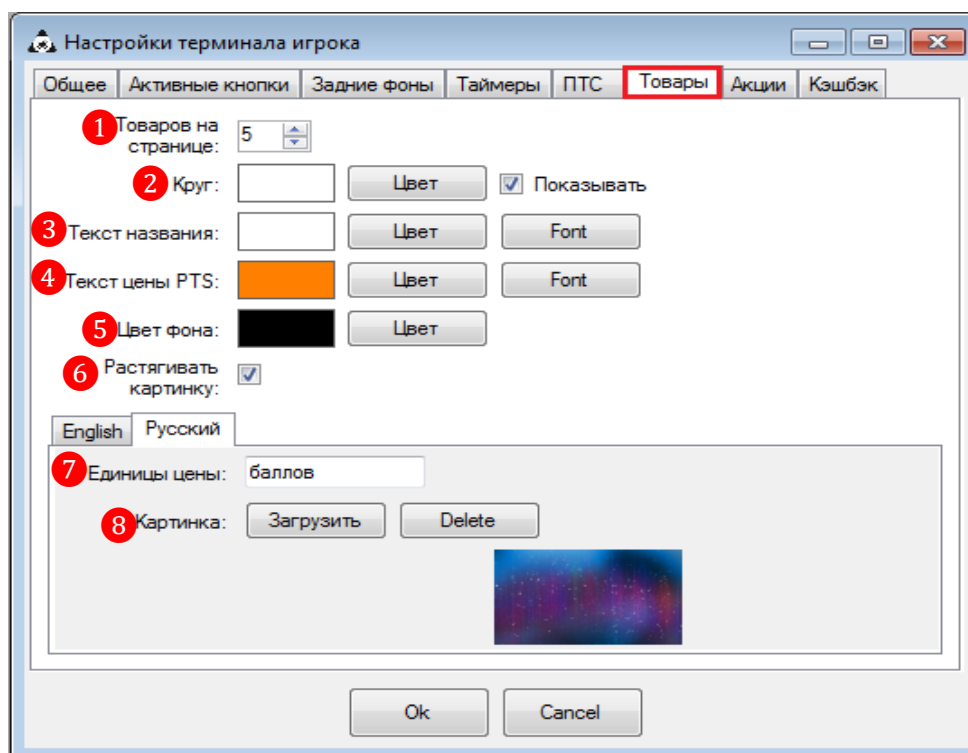 Настройки терминала игрока
Общее Активные кнопки Задние фоны Таймеры ПТС Товары Акции Кэшбэк
1 Товаров на
странице: 5
2 Круг: Цвет Показывать
3 Текст названия: Цвет Font
4 Текст цены PTS: Цвет Font
5 Цвет фона: Цвет
6 Растягивать
картинку:
English Русский
7 Единицы цены: баллов
8 Картинка: Загрузить Delete
Ok Cancel